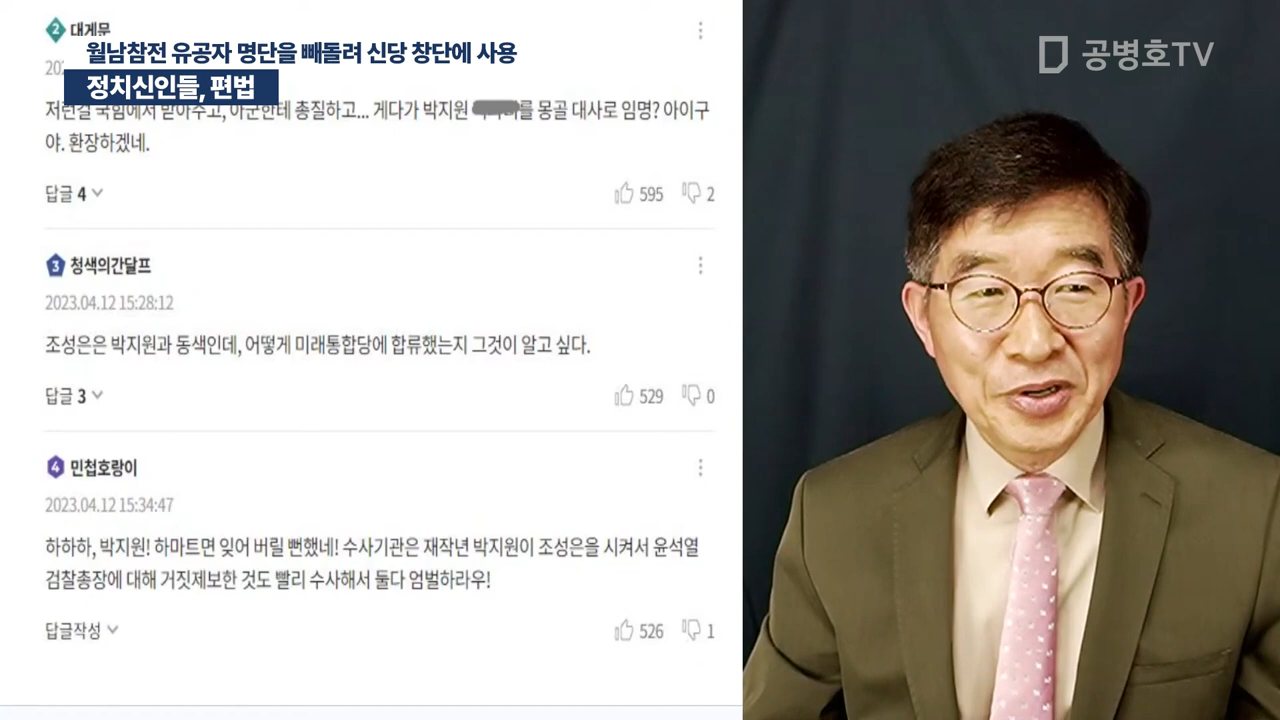 2 대게문
월남참전 유공자 명단을 빼돌려 신당 창단에 사용
202
정치신인들, 편법
저런걸 국힘에서 받아주고, 아군한테 총질하고... 게다가 박지원 를 몽골 대사로 임명? 아이구
야. 환장하겠네.
답글 4
595
2
3 청색의간달프
2023.04.12 15:28:12
조성은은 박지원과 동색인데, 어떻게 미래통합당에 합류했는지 그것이 알고 싶다.
답글 3
529
0
4 민첩호랑이
2023.04.12 15:34:47
하하하, 박지원! 하마트면 잊어 버릴 뻔했네! 수사기관은 재작년 박지원이 조성은을 시켜서 윤석열
검찰총장에 대해 거짓제보한 것도 빨리 수사해서 둘다 엄벌하라우!
답글작성
526
1
공병호TV